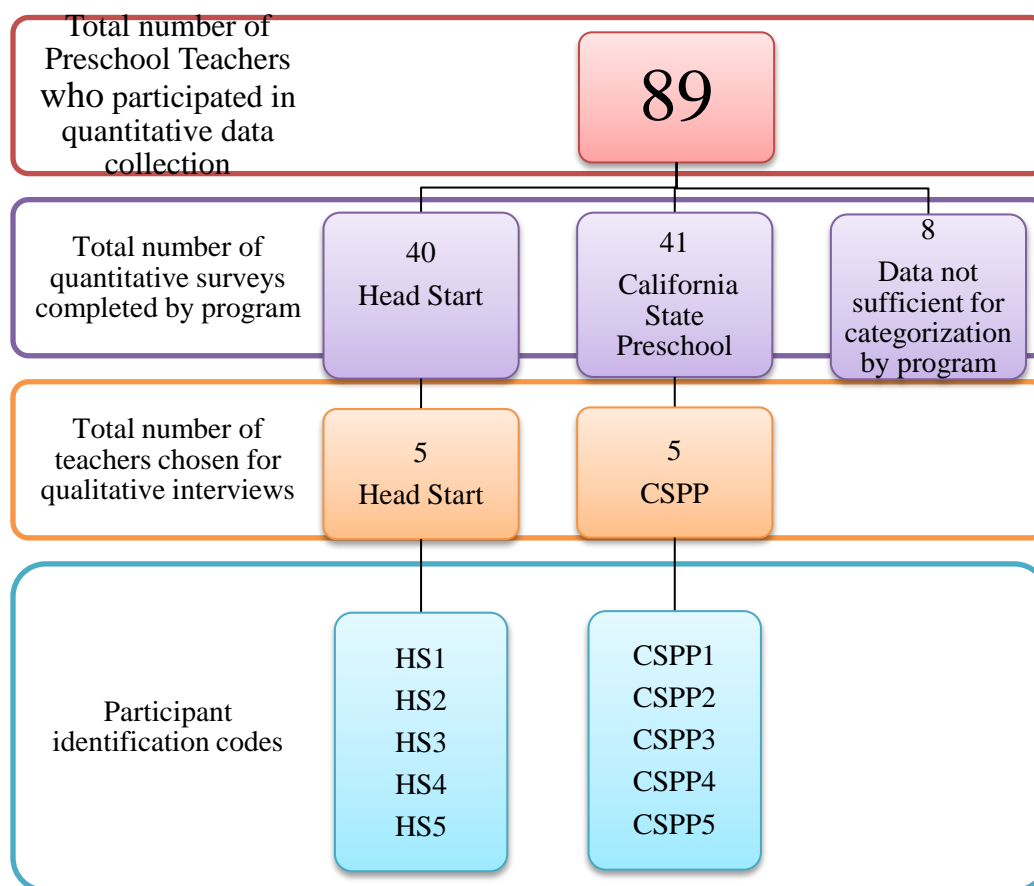 Total number of
Preschool Teachers
who participated in
quantitative data
collection
89
Total number of
quantitative surveys
completed by program
40
Head Start
41
California
State
Preschool
8
Data not
sufficient for
categorization
by program
Total number of
teachers chosen for
qualitative interviews
5
Head Start
5
CSPP
Participant
identification codes
HS1
HS2
HS3
HS4
HS5
CSPP1
CSPP2
CSPP3
CSPP4
CSPP5